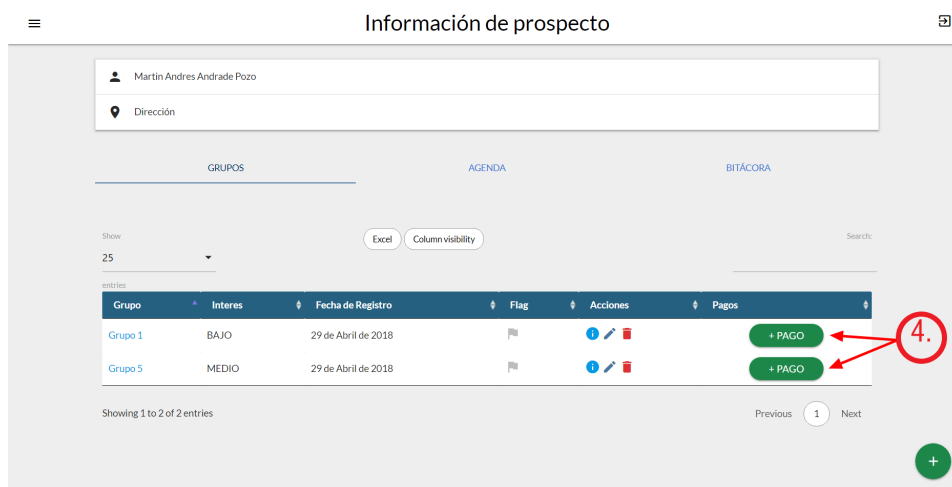 Información de prospecto
Martin Andres Andrade Pozo
Dirección
GRUPOS AGENDA BITÁCORA
Show Excel Column visibility Search:
25
entries
Grupo Interes Fecha de Registro Flag Acciones Pagos
Grupo 1 BAJO 29 de Abril de 2018 + PAGO
4.
Grupo 5 MEDIO 29 de Abril de 2018 + PAGO
Showing 1 to 2 of 2 entries Previous 1 Next
+